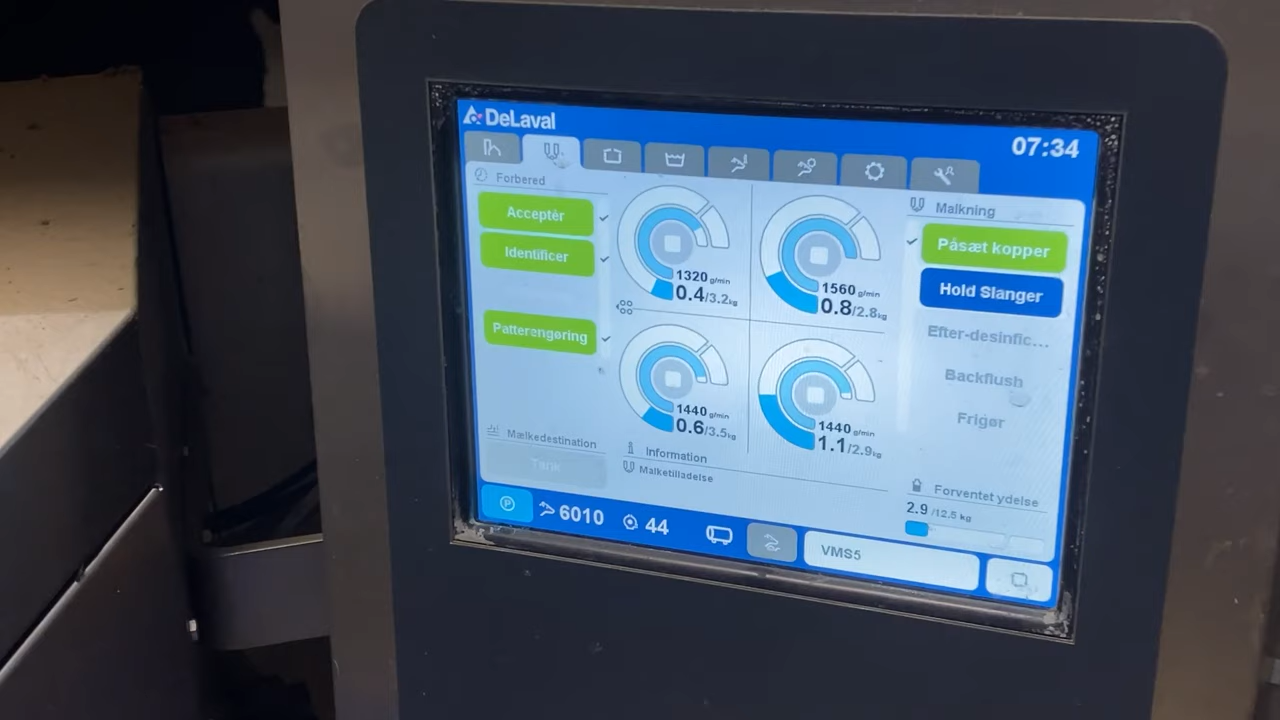 DeLaval
07:34
Forbered
Acceptér
Identificer
Patterengøring
Mælkedestination
Tank
1320 g/min
0.4/3.2kg
1560 g/min
0.8/2.8kg
1440 g/min
0.6/3.5kg
1440 g/min
1.1/2.9kg
Information
Malketilladelse
Malkning
Påsæt kopper
Hold Slanger
Efter-desinfic...
Backflush
Frigør
Forventet ydelse
2.9 /12.5 kg
P
6010
44
VMS5